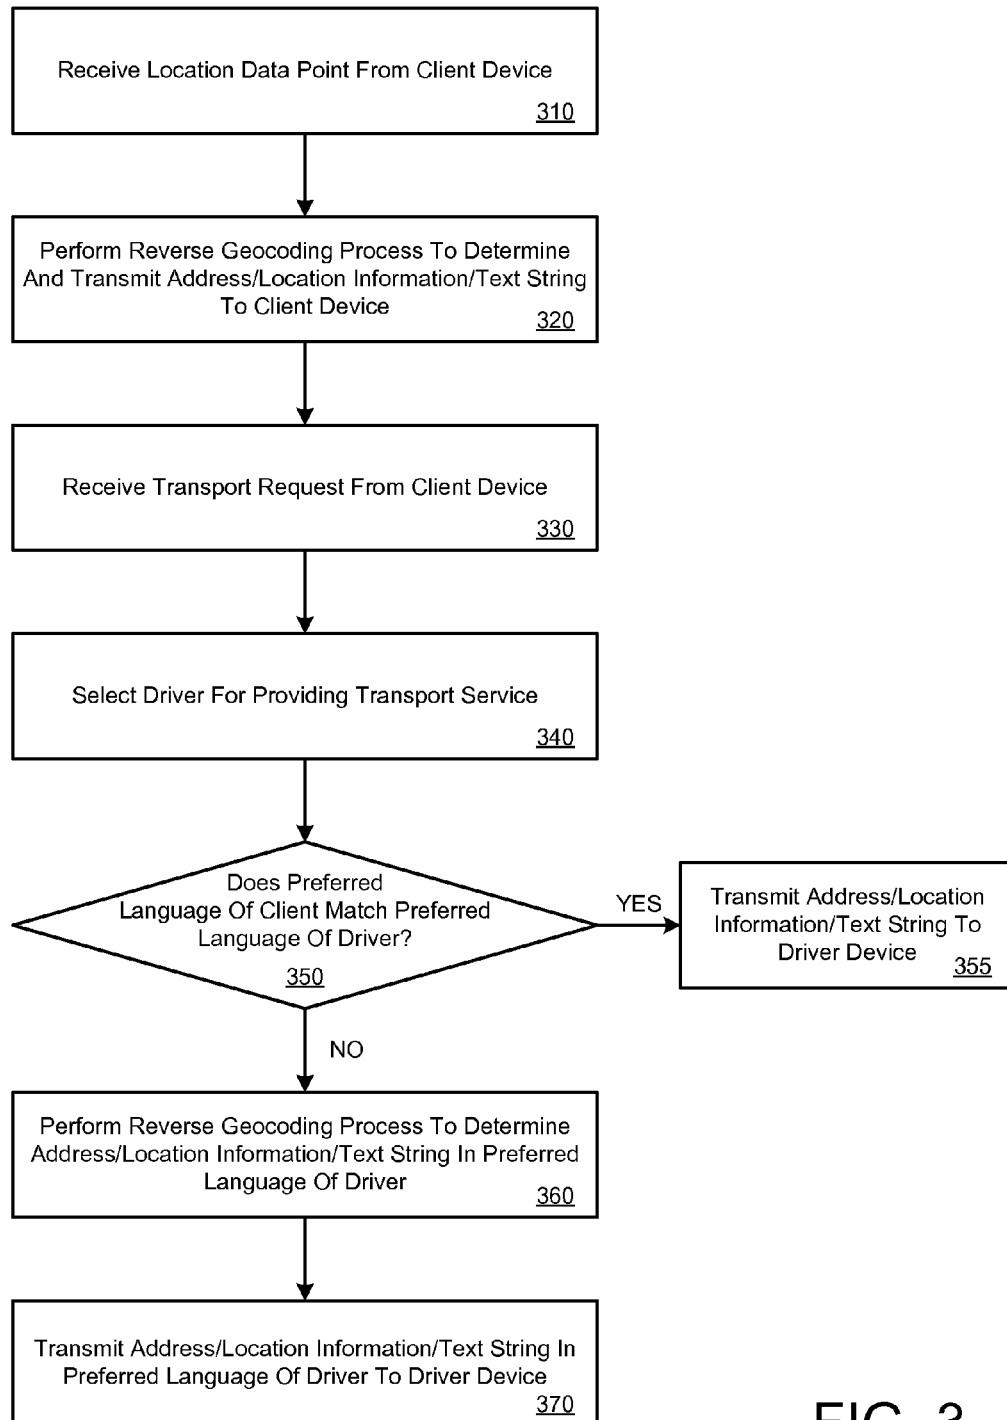 Receive Location Data Point From Client Device
310
Perform Reverse Geocoding Process To Determine
And Transmit Address/Location Information/Text String
To Client Device
320
Receive Transport Request From Client Device
330
Select Driver For Providing Transport Service
340
Does Preferred
Language Of Client Match Preferred
Language Of Driver?
350
YES
Transmit Address/Location
Information/Text String To
Driver Device
355
NO
Perform Reverse Geocoding Process To Determine
Address/Location Information/Text String In Preferred
Language Of Driver
360
Transmit Address/Location Information/Text String In
Preferred Language Of Driver To Driver Device
370
FIG. 3